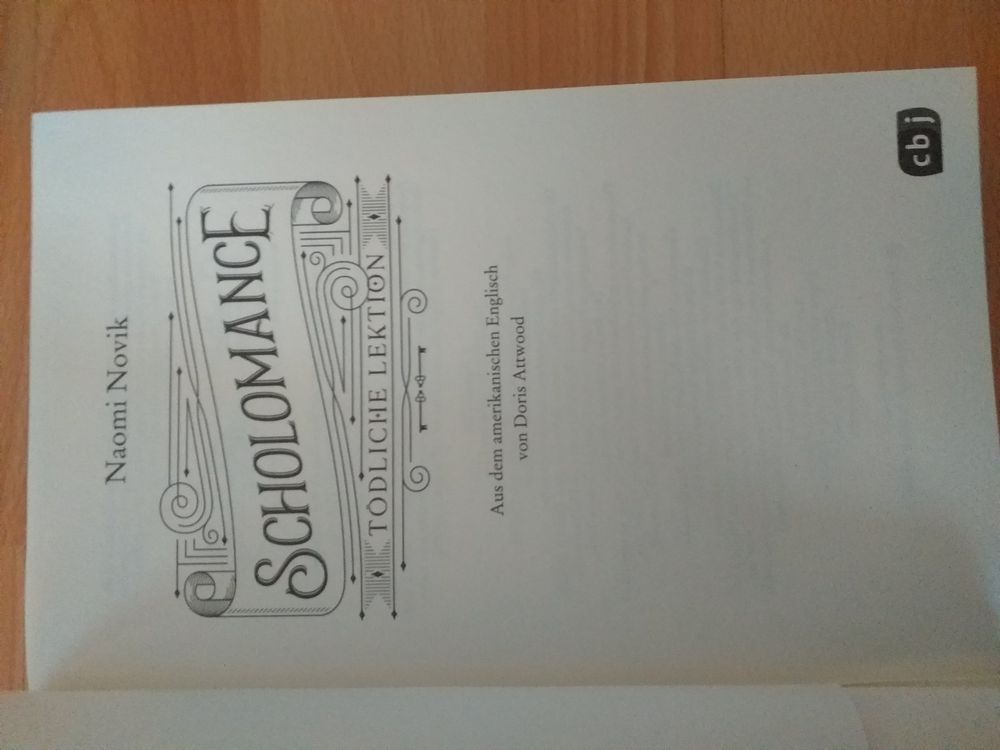 Naomi Novik
SCHOLOMANCE
TÖDLICHE LEKTION
Aus dem amerikanischen Englisch
von Doris Attwood
cbj